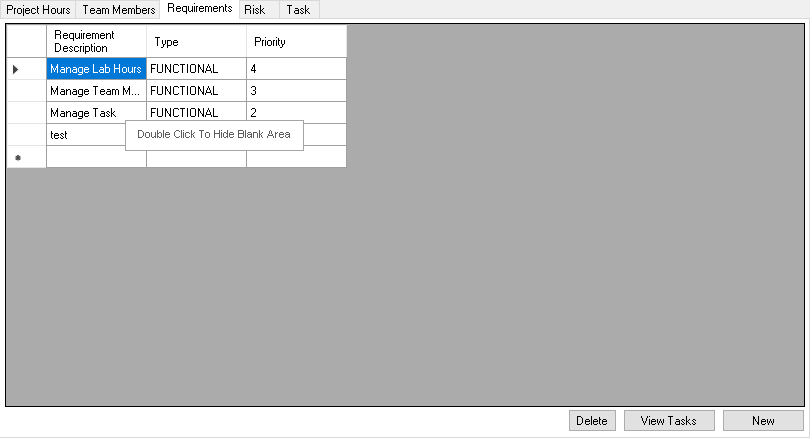 Project Hours Team Members Requirements Risk Task
Requirement Description Type Priority
Manage Lab Hours FUNCTIONAL 4
Manage Team M... FUNCTIONAL 3
Manage Task FUNCTIONAL 2
test
Double Click To Hide Blank Area
*
Delete View Tasks New